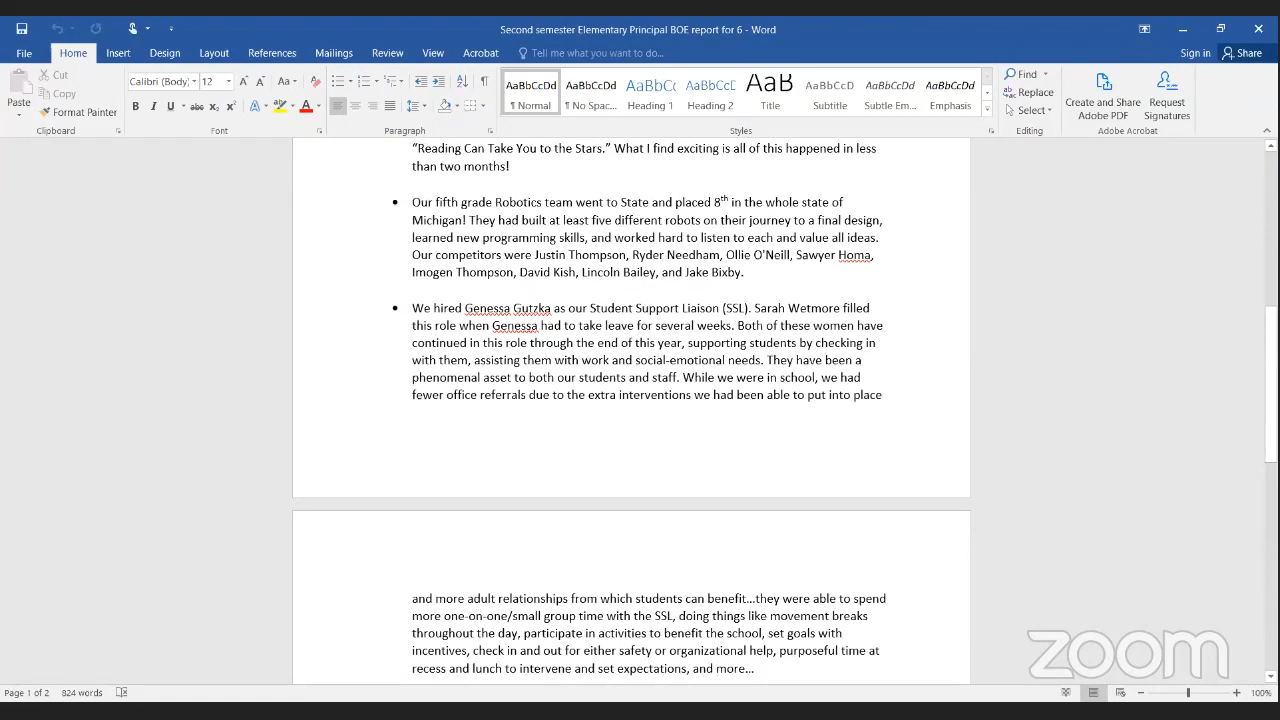 Second semester Elementary Principal BOE report for 6 - Word
File Home Insert Design Layout References Mailings Review View Acrobat Tell me what you want to do... Sign in Share
Paste Cut Copy Format Painter
Calibri (Body) 12
¶ Normal ¶ No Spac... Heading 1 Headin... Title Subtitle Subtle Em... Emphasis
Find Replace Select
Create and Share Adobe PDF Request Signatures
Clipboard Font Paragraph Styles Editing Adobe Acrobat
“Reading Can Take You to the Stars.” What I find exciting is all of this happened in less
than two months!
• Our fifth grade Robotics team went to State and placed 8th in the whole state of
Michigan! They had built at least five different robots on their journey to a final design,
learned new programming skills, and worked hard to listen to each and value all ideas.
Our competitors were Justin Thompson, Ryder Needham, Ollie O'Neill, Sawyer Homa,
Imogen Thompson, David Kish, Lincoln Bailey, and Jake Bixby.
• We hired Genessa Gutzka as our Student Support Liaison (SSL). Sarah Wetmore filled
this role when Genessa had to take leave for several weeks. Both of these women have
continued in this role through the end of this year, supporting students by checking in
with them, assisting them with work and social-emotional needs. They have been a
phenomenal asset to both our students and staff. While we were in school, we had
fewer office referrals due to the extra interventions we had been able to put into place
and more adult relationships from which students can benefit…they were able to spend
more one-on-one/small group time with the SSL, doing things like movement breaks
throughout the day, participate in activities to benefit the school, set goals with
incentives, check in and out for either safety or organizational help, purposeful time at
recess and lunch to intervene and set expectations, and more…
zoom
Page 1 of 2 824 words 100%